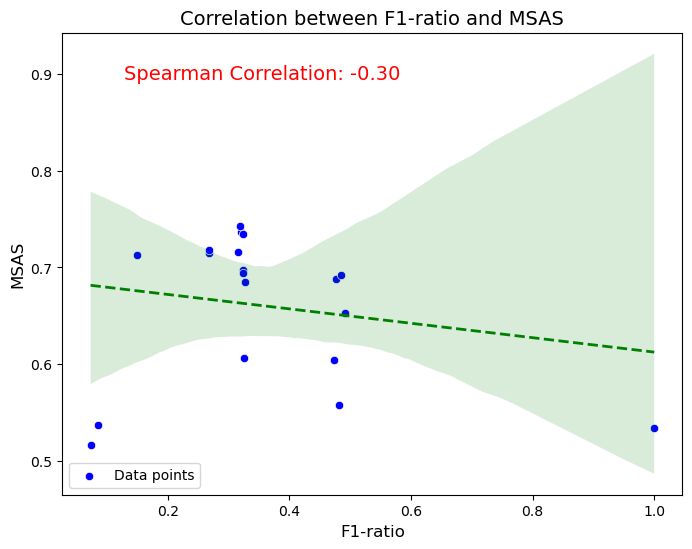 Correlation between F1-ratio and MSAS
Spearman Correlation: -0.30
MSAS
0.9
0.8
0.7
0.6
0.5
Data points
0.2
0.4
0.6
0.8
1.0
F1-ratio